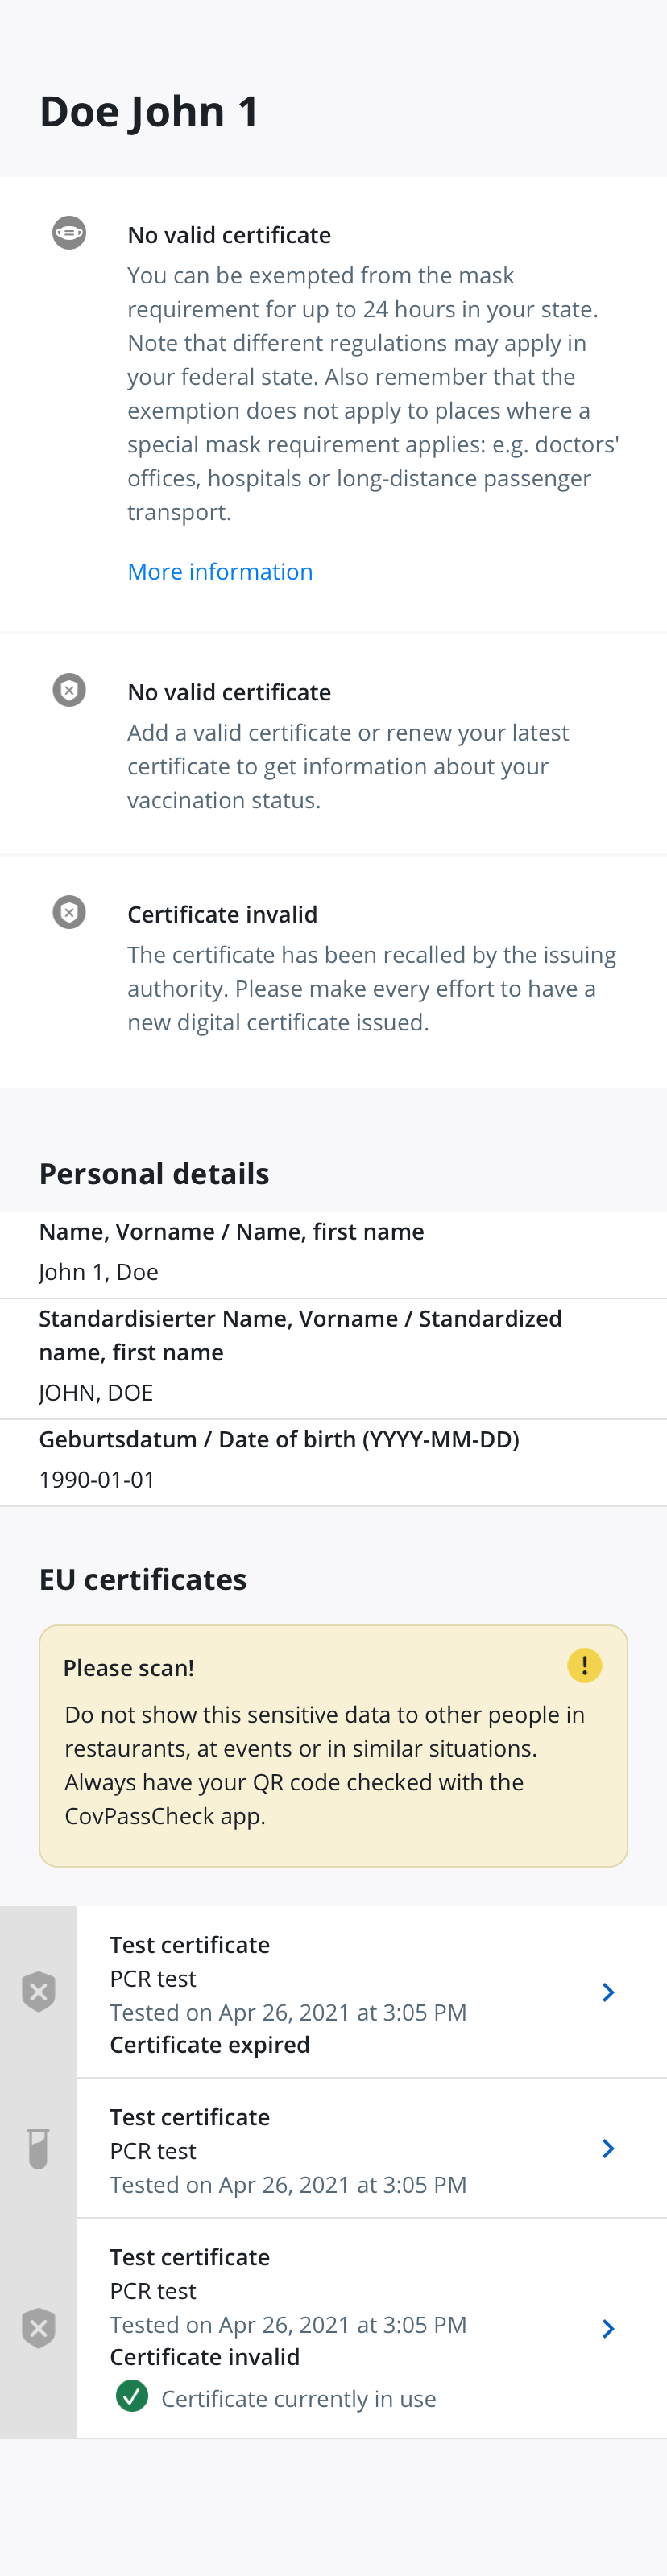 Doe John 1
No valid certificate
You can be exempted from the mask
requirement for up to 24 hours in your state.
Note that different regulations may apply in
your federal state. Also remember that the
exemption does not apply to places where a
special mask requirement applies: e.g. doctors'
offices, hospitals or long-distance passenger
transport.
More information
No valid certificate
Add a valid certificate or renew your latest
certificate to get information about your
vaccination status.
Certificate invalid
The certificate has been recalled by the issuing
authority. Please make every effort to have a
new digital certificate issued.
Personal details
Name, Vorname / Name, first name
John 1, Doe
Standardisierter Name, Vorname / Standardized
name, first name
JOHN, DOE
Geburtsdatum / Date of birth (YYYY-MM-DD)
1990-01-01
EU certificates
Please scan!
Do not show this sensitive data to other people in
restaurants, at events or in similar situations.
Always have your QR code checked with the
CovPassCheck app.
Test certificate
PCR test
Tested on Apr 26, 2021 at 3:05 PM
Certificate expired
Test certificate
PCR test
Tested on Apr 26, 2021 at 3:05 PM
Test certificate
PCR test
Tested on Apr 26, 2021 at 3:05 PM
Certificate invalid
Certificate currently in use